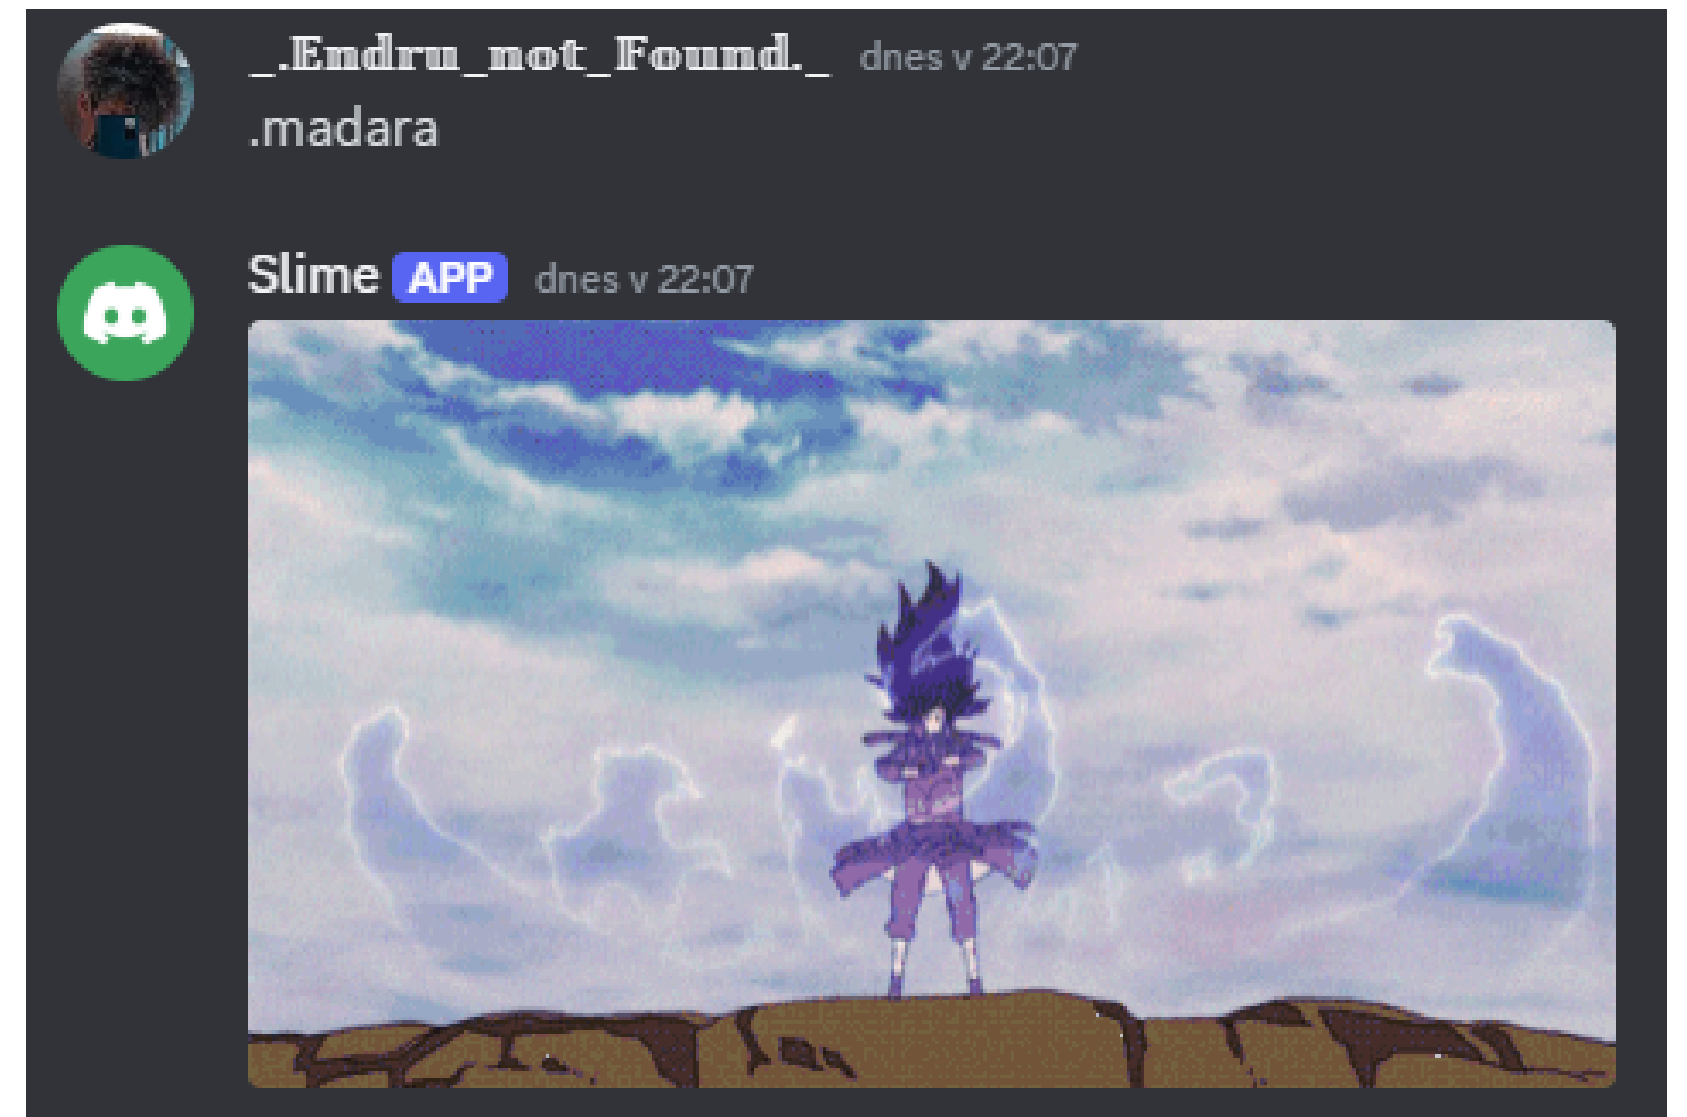 _.𝔼𝕟𝕕𝕣𝕦_𝕟𝕠𝕥_𝔽𝕠𝕦𝕟𝕕._ dnes v 22:07
.madara
Slime APP dnes v 22:07